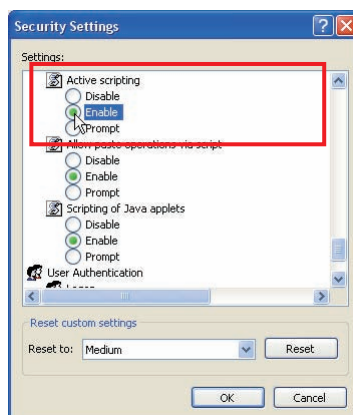 Security Settings
Settings:
Active scripting
Disable
Enable
Prompt
Allow paste operations via script
Disable
Enable
Prompt
Scripting of Java applets
Disable
Enable
Prompt
User Authentication
Logon
Reset custom settings
Reset to: Medium Reset
OK Cancel